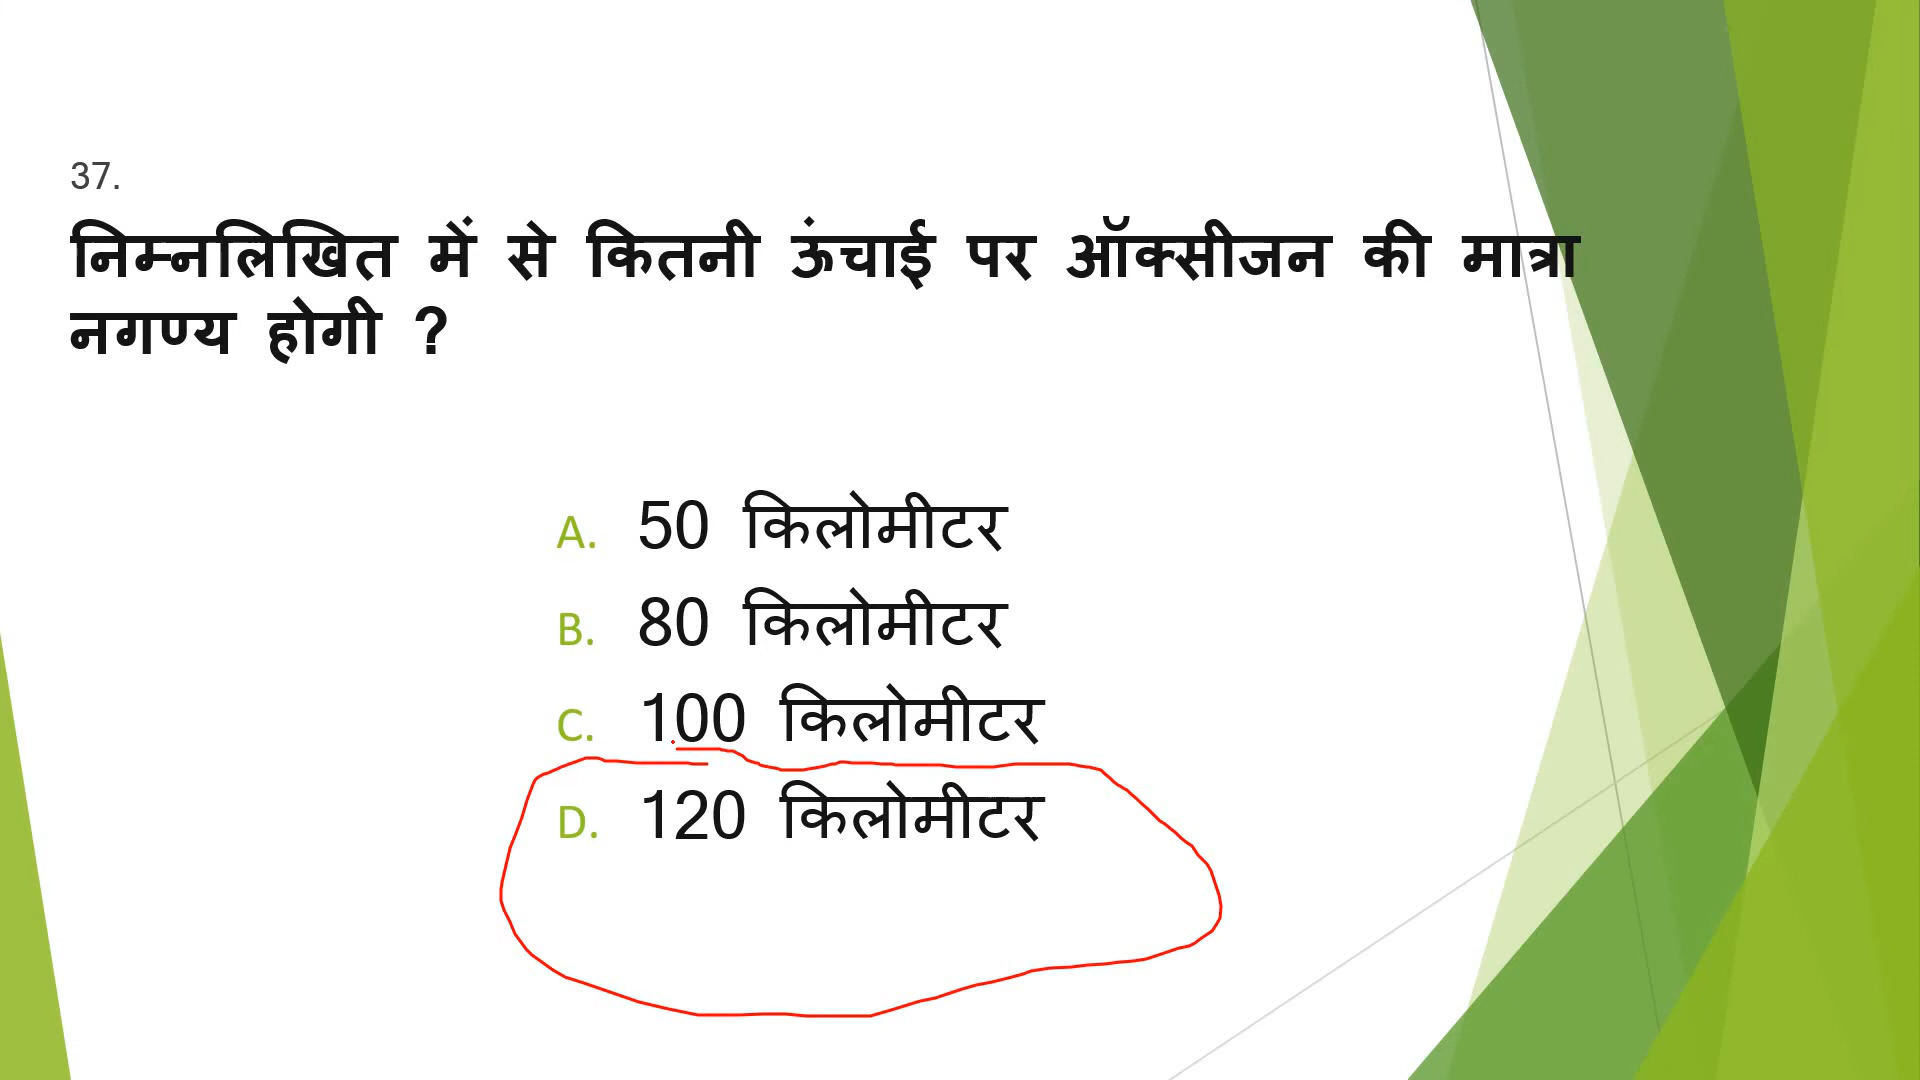 37.
निम्नलिखित में से कितनी ऊंचाई पर ऑक्सीजन की मात्रा
नगण्य होगी ?
A. 50 किलोमीटर
B. 80 किलोमीटर
C. 100 किलोमीटर
D. 120 किलोमीटर